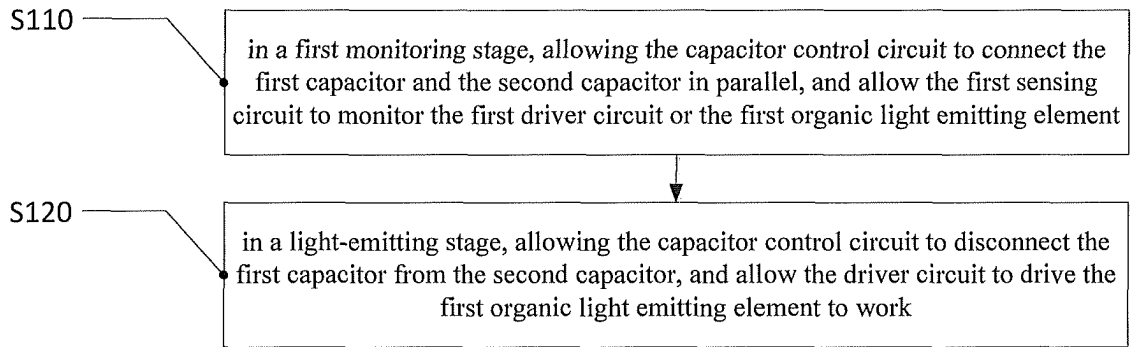 S110
in a first monitoring stage, allowing the capacitor control circuit to connect the
first capacitor and the second capacitor in parallel, and allow the first sensing
circuit to monitor the first driver circuit or the first organic light emitting element
S120
in a light-emitting stage, allowing the capacitor control circuit to disconnect the
first capacitor from the second capacitor, and allow the driver circuit to drive the
first organic light emitting element to work